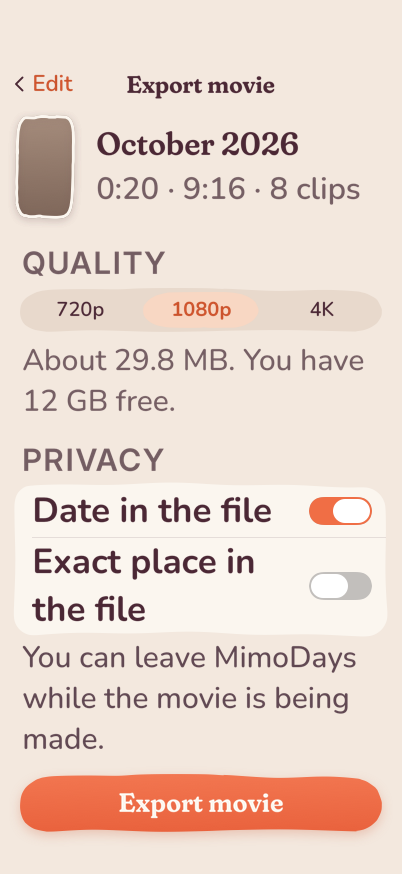 Edit
Export movie
October 2026
0:20 · 9:16 · 8 clips
QUALITY
720p
1080p
4K
About 29.8 MB. You have
12 GB free.
PRIVACY
Date in the file
Exact place in
the file
You can leave MimoDays
while the movie is being
made.
Export movie